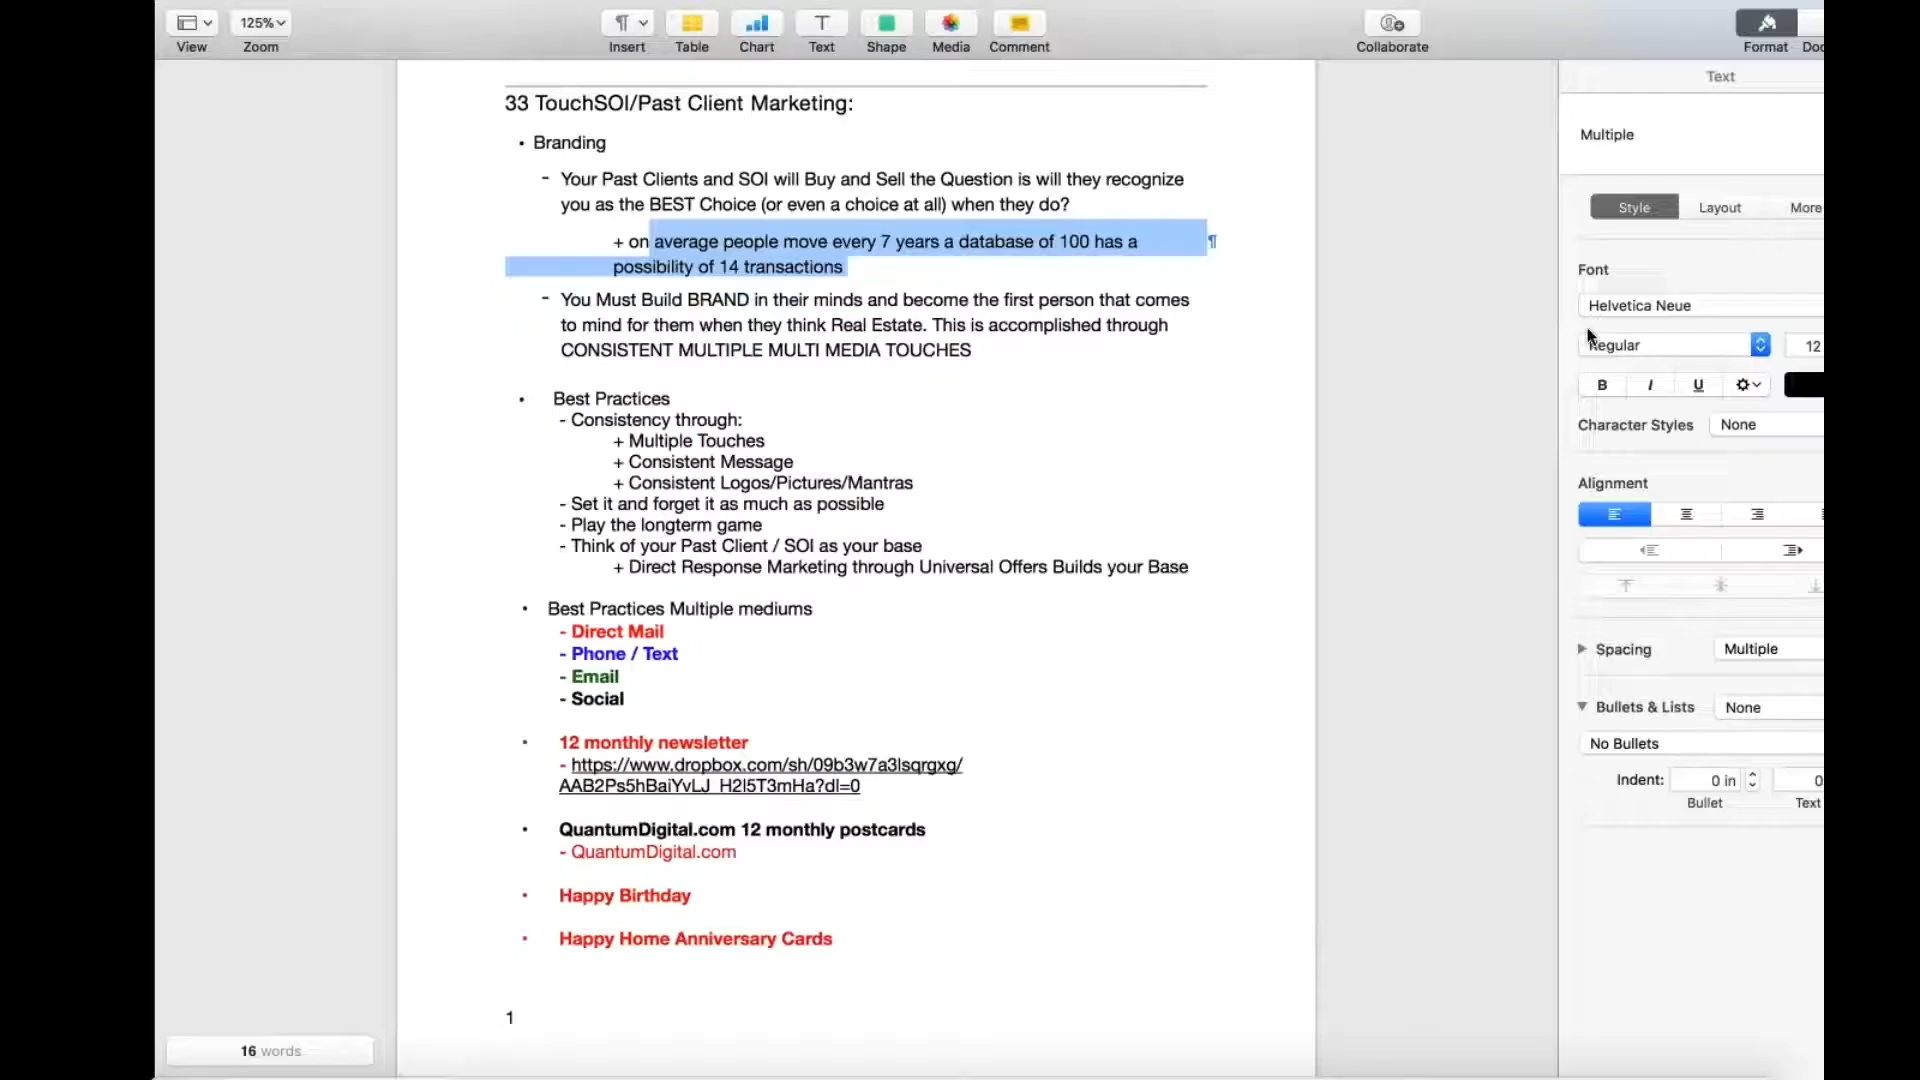 125%
View
Zoom
Insert
Table
Chart
Text
Shape
Media
Comment
Collaborate
Format
33 TouchSOI/Past Client Marketing:
• Branding
- Your Past Clients and SOI will Buy and Sell the Question is will they recognize
you as the BEST Choice (or even a choice at all) when they do?
+ on average people move every 7 years a database of 100 has a ¶
possibility of 14 transactions
- You Must Build BRAND in their minds and become the first person that comes
to mind for them when they think Real Estate. This is accomplished through
CONSISTENT MULTIPLE MULTI MEDIA TOUCHES
• Best Practices
- Consistency through:
+ Multiple Touches
+ Consistent Message
+ Consistent Logos/Pictures/Mantras
- Set it and forget it as much as possible
- Play the longterm game
- Think of your Past Client / SOI as your base
+ Direct Response Marketing through Universal Offers Builds your Base
• Best Practices Multiple mediums
- Direct Mail
- Phone / Text
- Email
- Social
• 12 monthly newsletter
- https://www.dropbox.com/sh/09b3w7a3lsqrgxg/
AAB2Ps5hBaiYvLJ_H2I5T3mHa?dl=0
• QuantumDigital.com 12 monthly postcards
- QuantumDigital.com
• Happy Birthday
• Happy Home Anniversary Cards
1
16 words
Text
Multiple
Style
Layout
More
Font
Helvetica Neue
Regular
12
B
I
U
Character Styles
None
Alignment
Spacing
Multiple
Bullets & Lists
None
No Bullets
Indent:
0 in
0
Bullet
Text